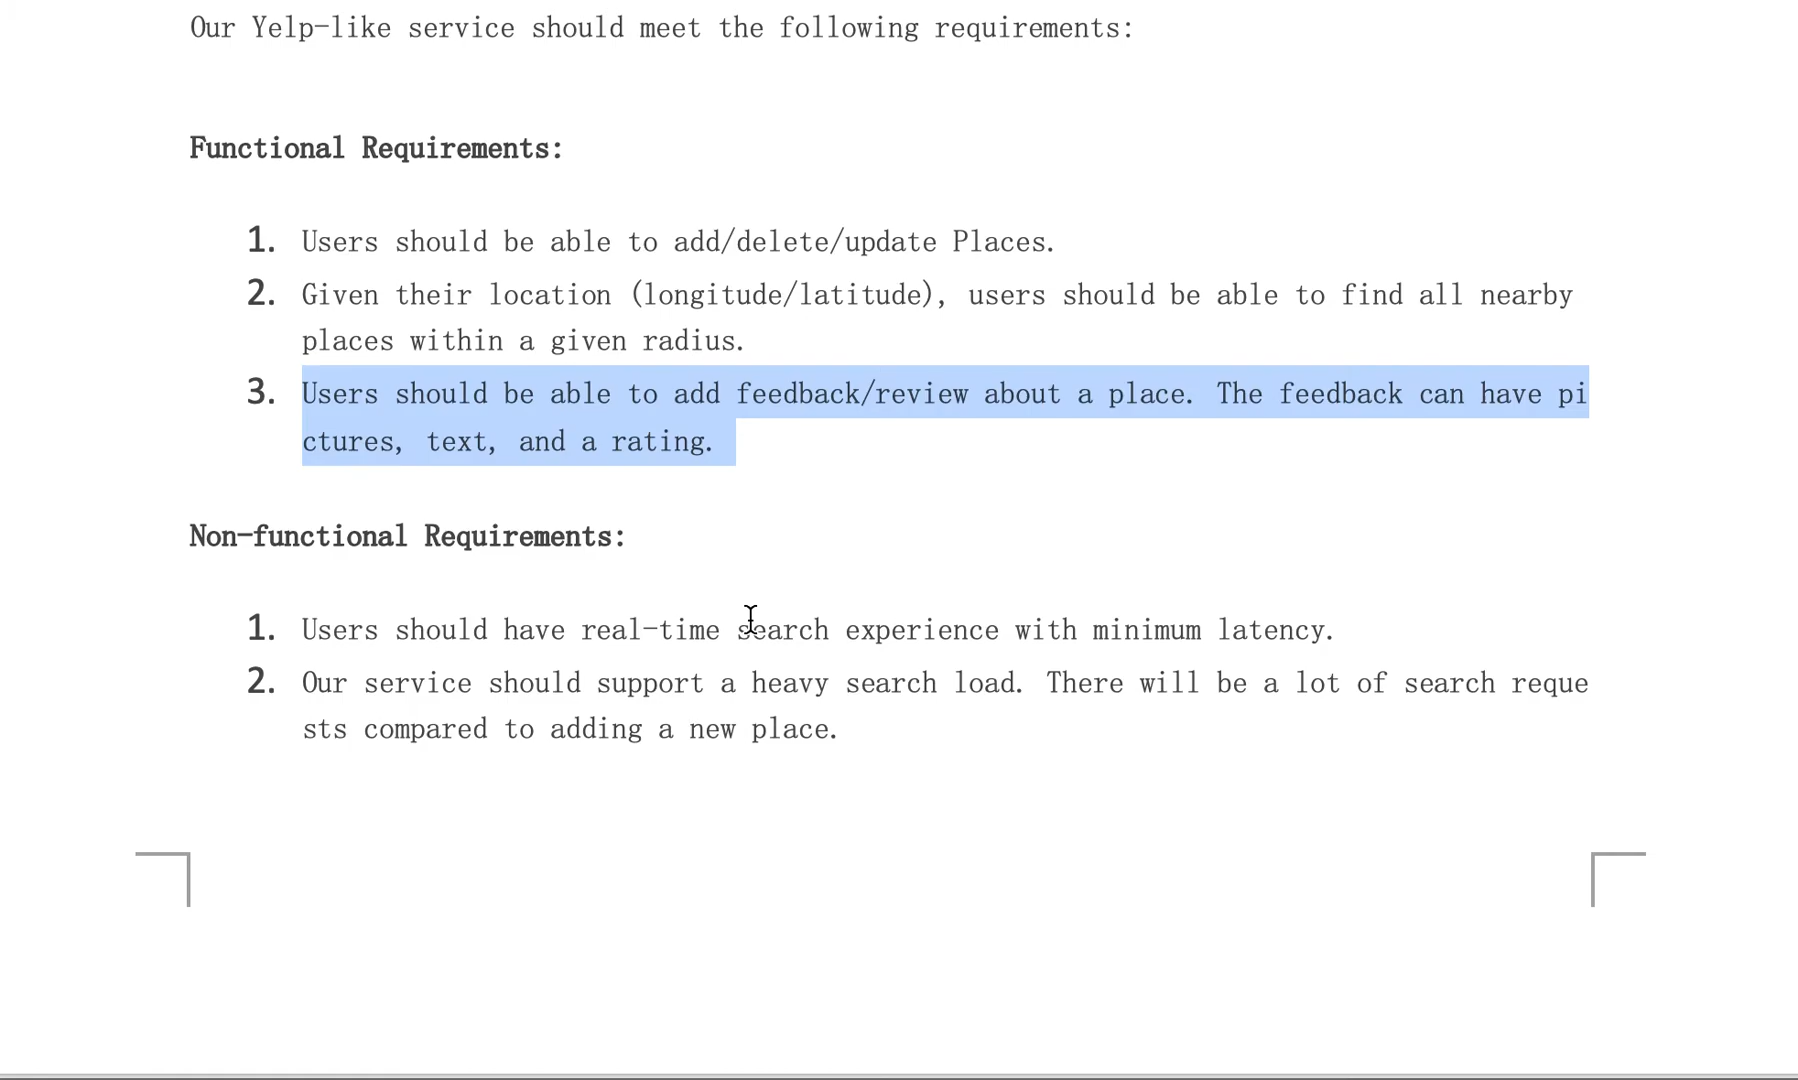 Our Yelp-like service should meet the following requirements:
Functional Requirements:
1. Users should be able to add/delete/update Places.
2. Given their location (longitude/latitude), users should be able to find all nearby
places within a given radius.
3. Users should be able to add feedback/review about a place. The feedback can have pi
ctures, text, and a rating.
Non-functional Requirements:
1. Users should have real-time search experience with minimum latency.
2. Our service should support a heavy search load. There will be a lot of search reque
sts compared to adding a new place.